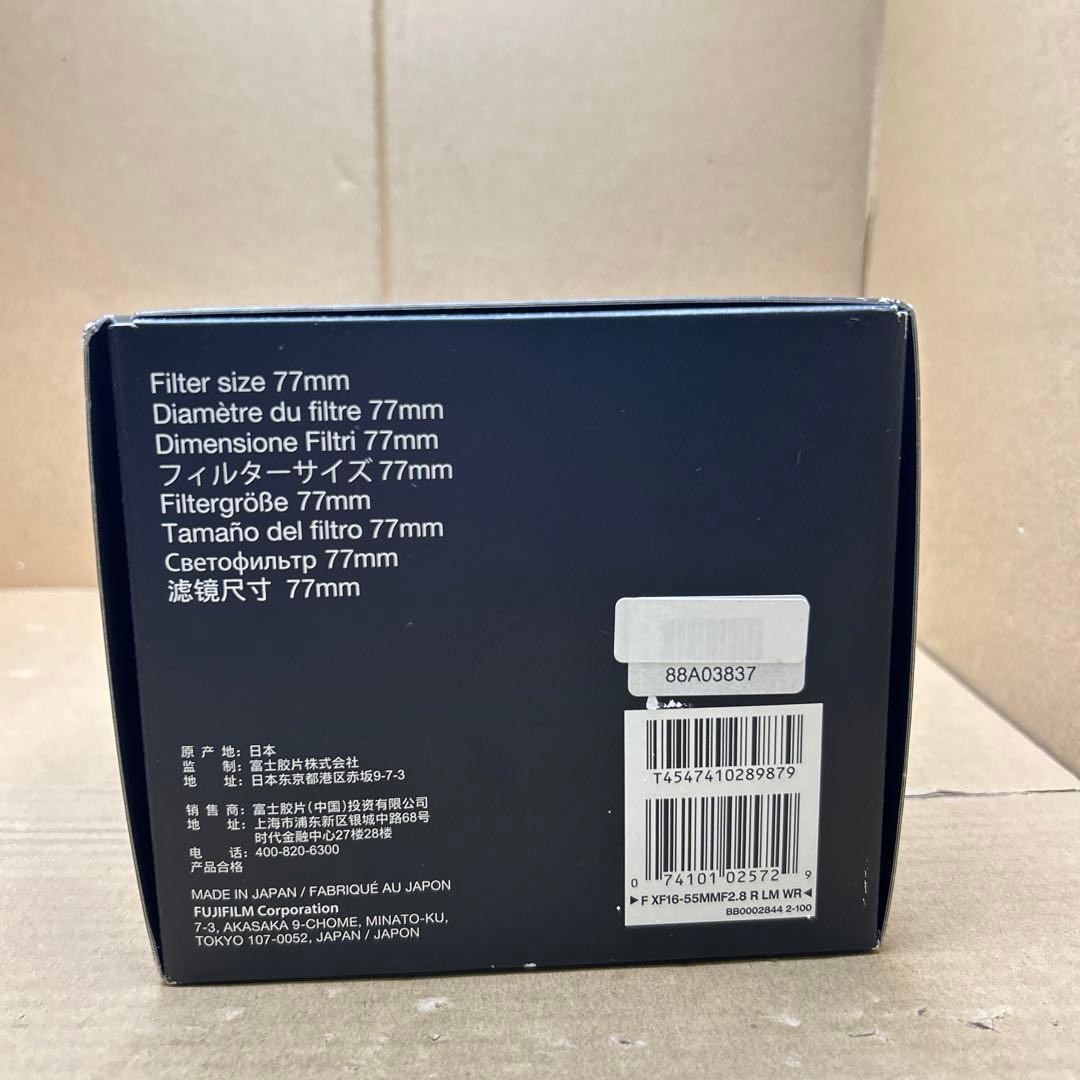 Filter size 77mm
Diamètre du filtre 77mm
Dimensione Filtri 77mm
フィルターサイズ 77mm
Filtergröße 77mm
Tamaño del filtro 77mm
Светофильтр 77mm
滤镜尺寸 77mm
88A03837
T4547410289879
0 74101 02572 9
▶F XF16-55MMF2.8 R LM WR◀
BB0002844 2-100
原 产 地: 日本
监 制: 富士胶片株式会社
地 址: 日本东京都港区赤坂9-7-3
销 售 商: 富士胶片(中国)投资有限公司
地 址: 上海市浦东新区银城中路68号
时代金融中心27楼28楼
电 话: 400-820-6300
产品合格
MADE IN JAPAN / FABRIQUÉ AU JAPON
FUJIFILM Corporation
7-3, AKASAKA 9-CHOME, MINATO-KU,
TOKYO 107-0052, JAPAN / JAPON